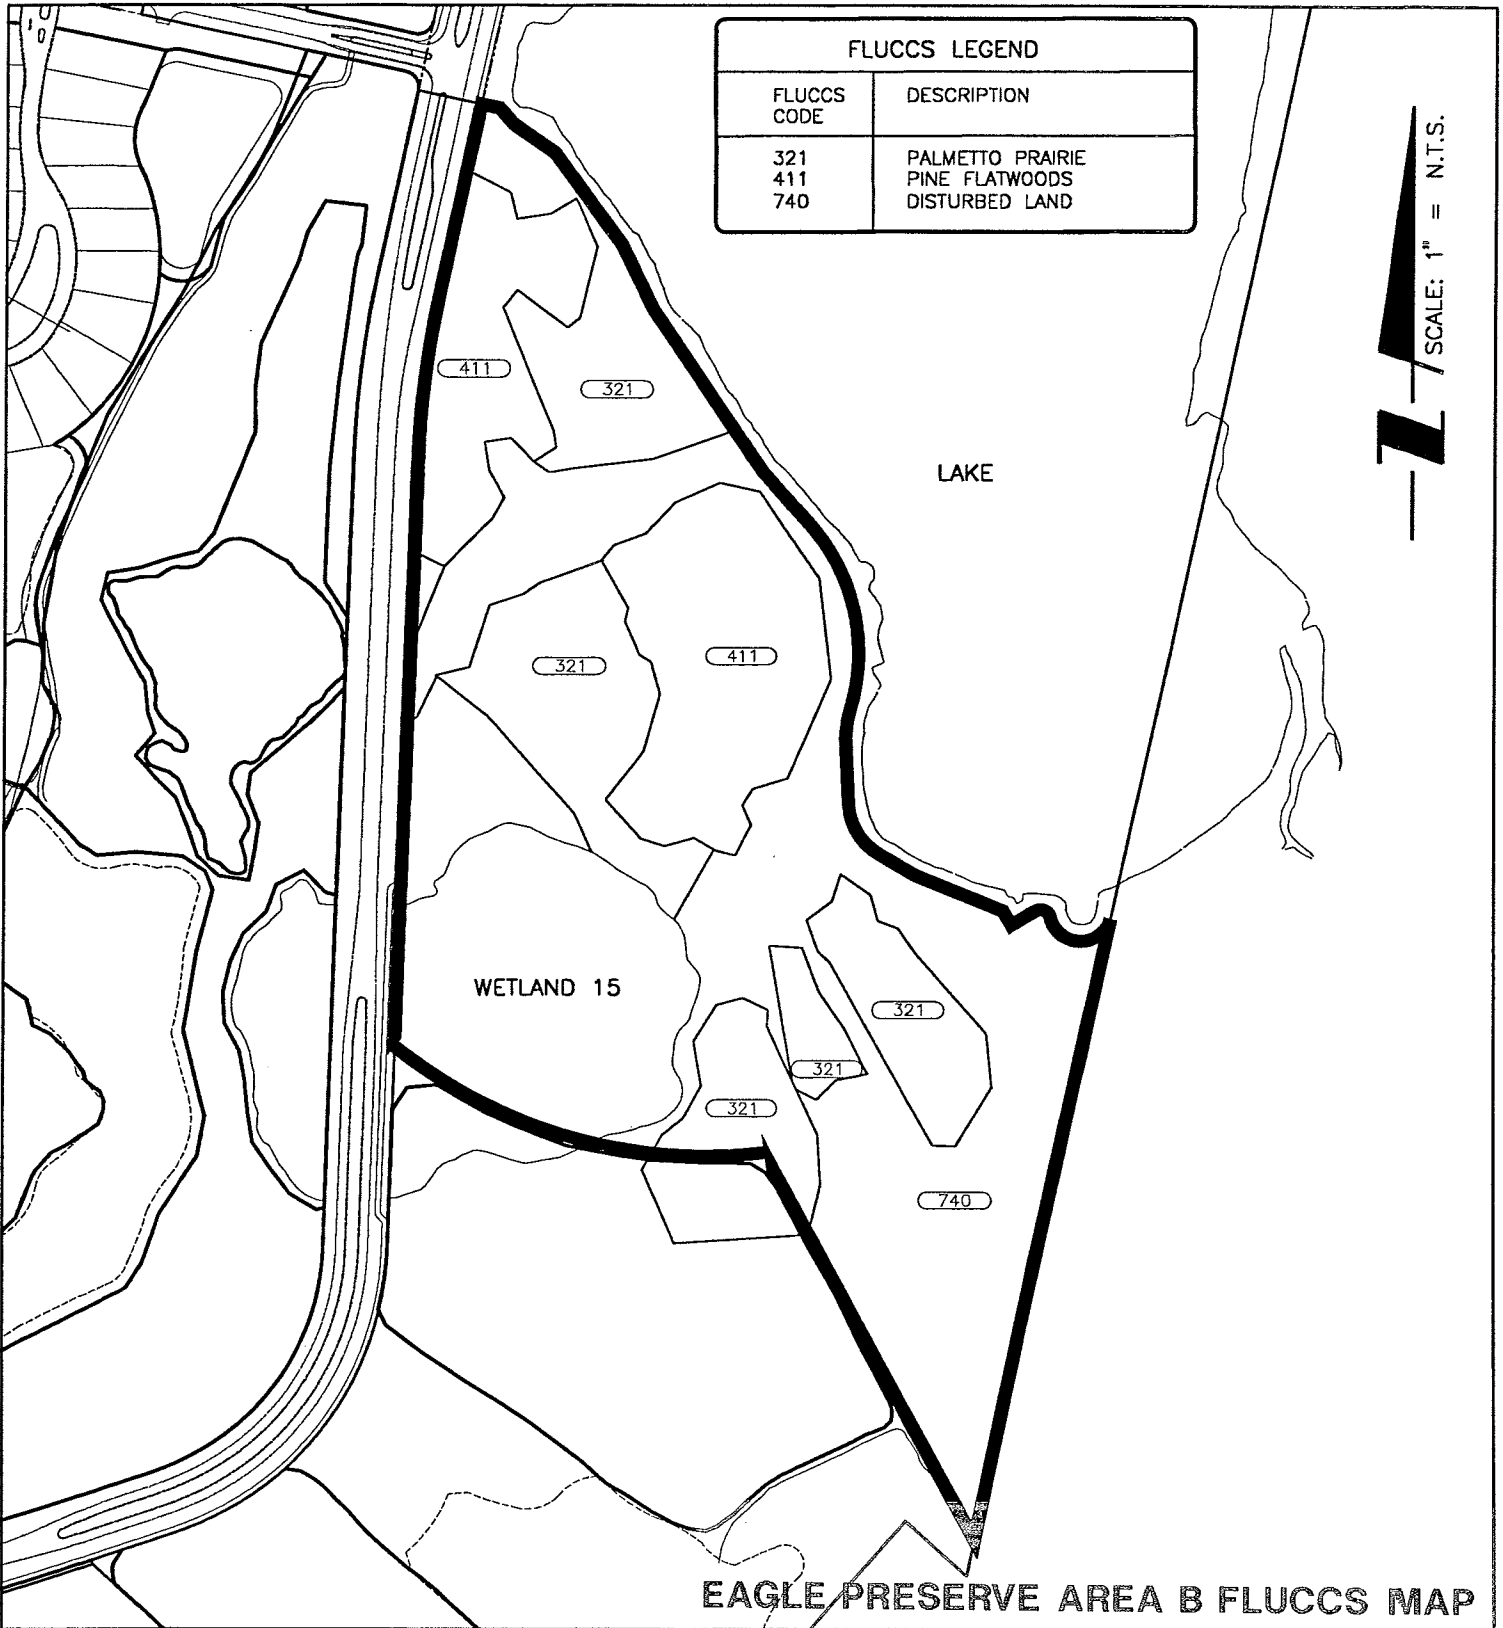 FLUCCS LEGEND
FLUCCS CODE
DESCRIPTION
321 PALMETTO PRAIRIE
411 PINE FLATWOODS
740 DISTURBED LAND
SCALE: 1" = N.T.S.
Z
411
321
LAKE
321
411
WETLAND 15
321
321
321
740
EAGLE PRESERVE AREA B FLUCCS MAP